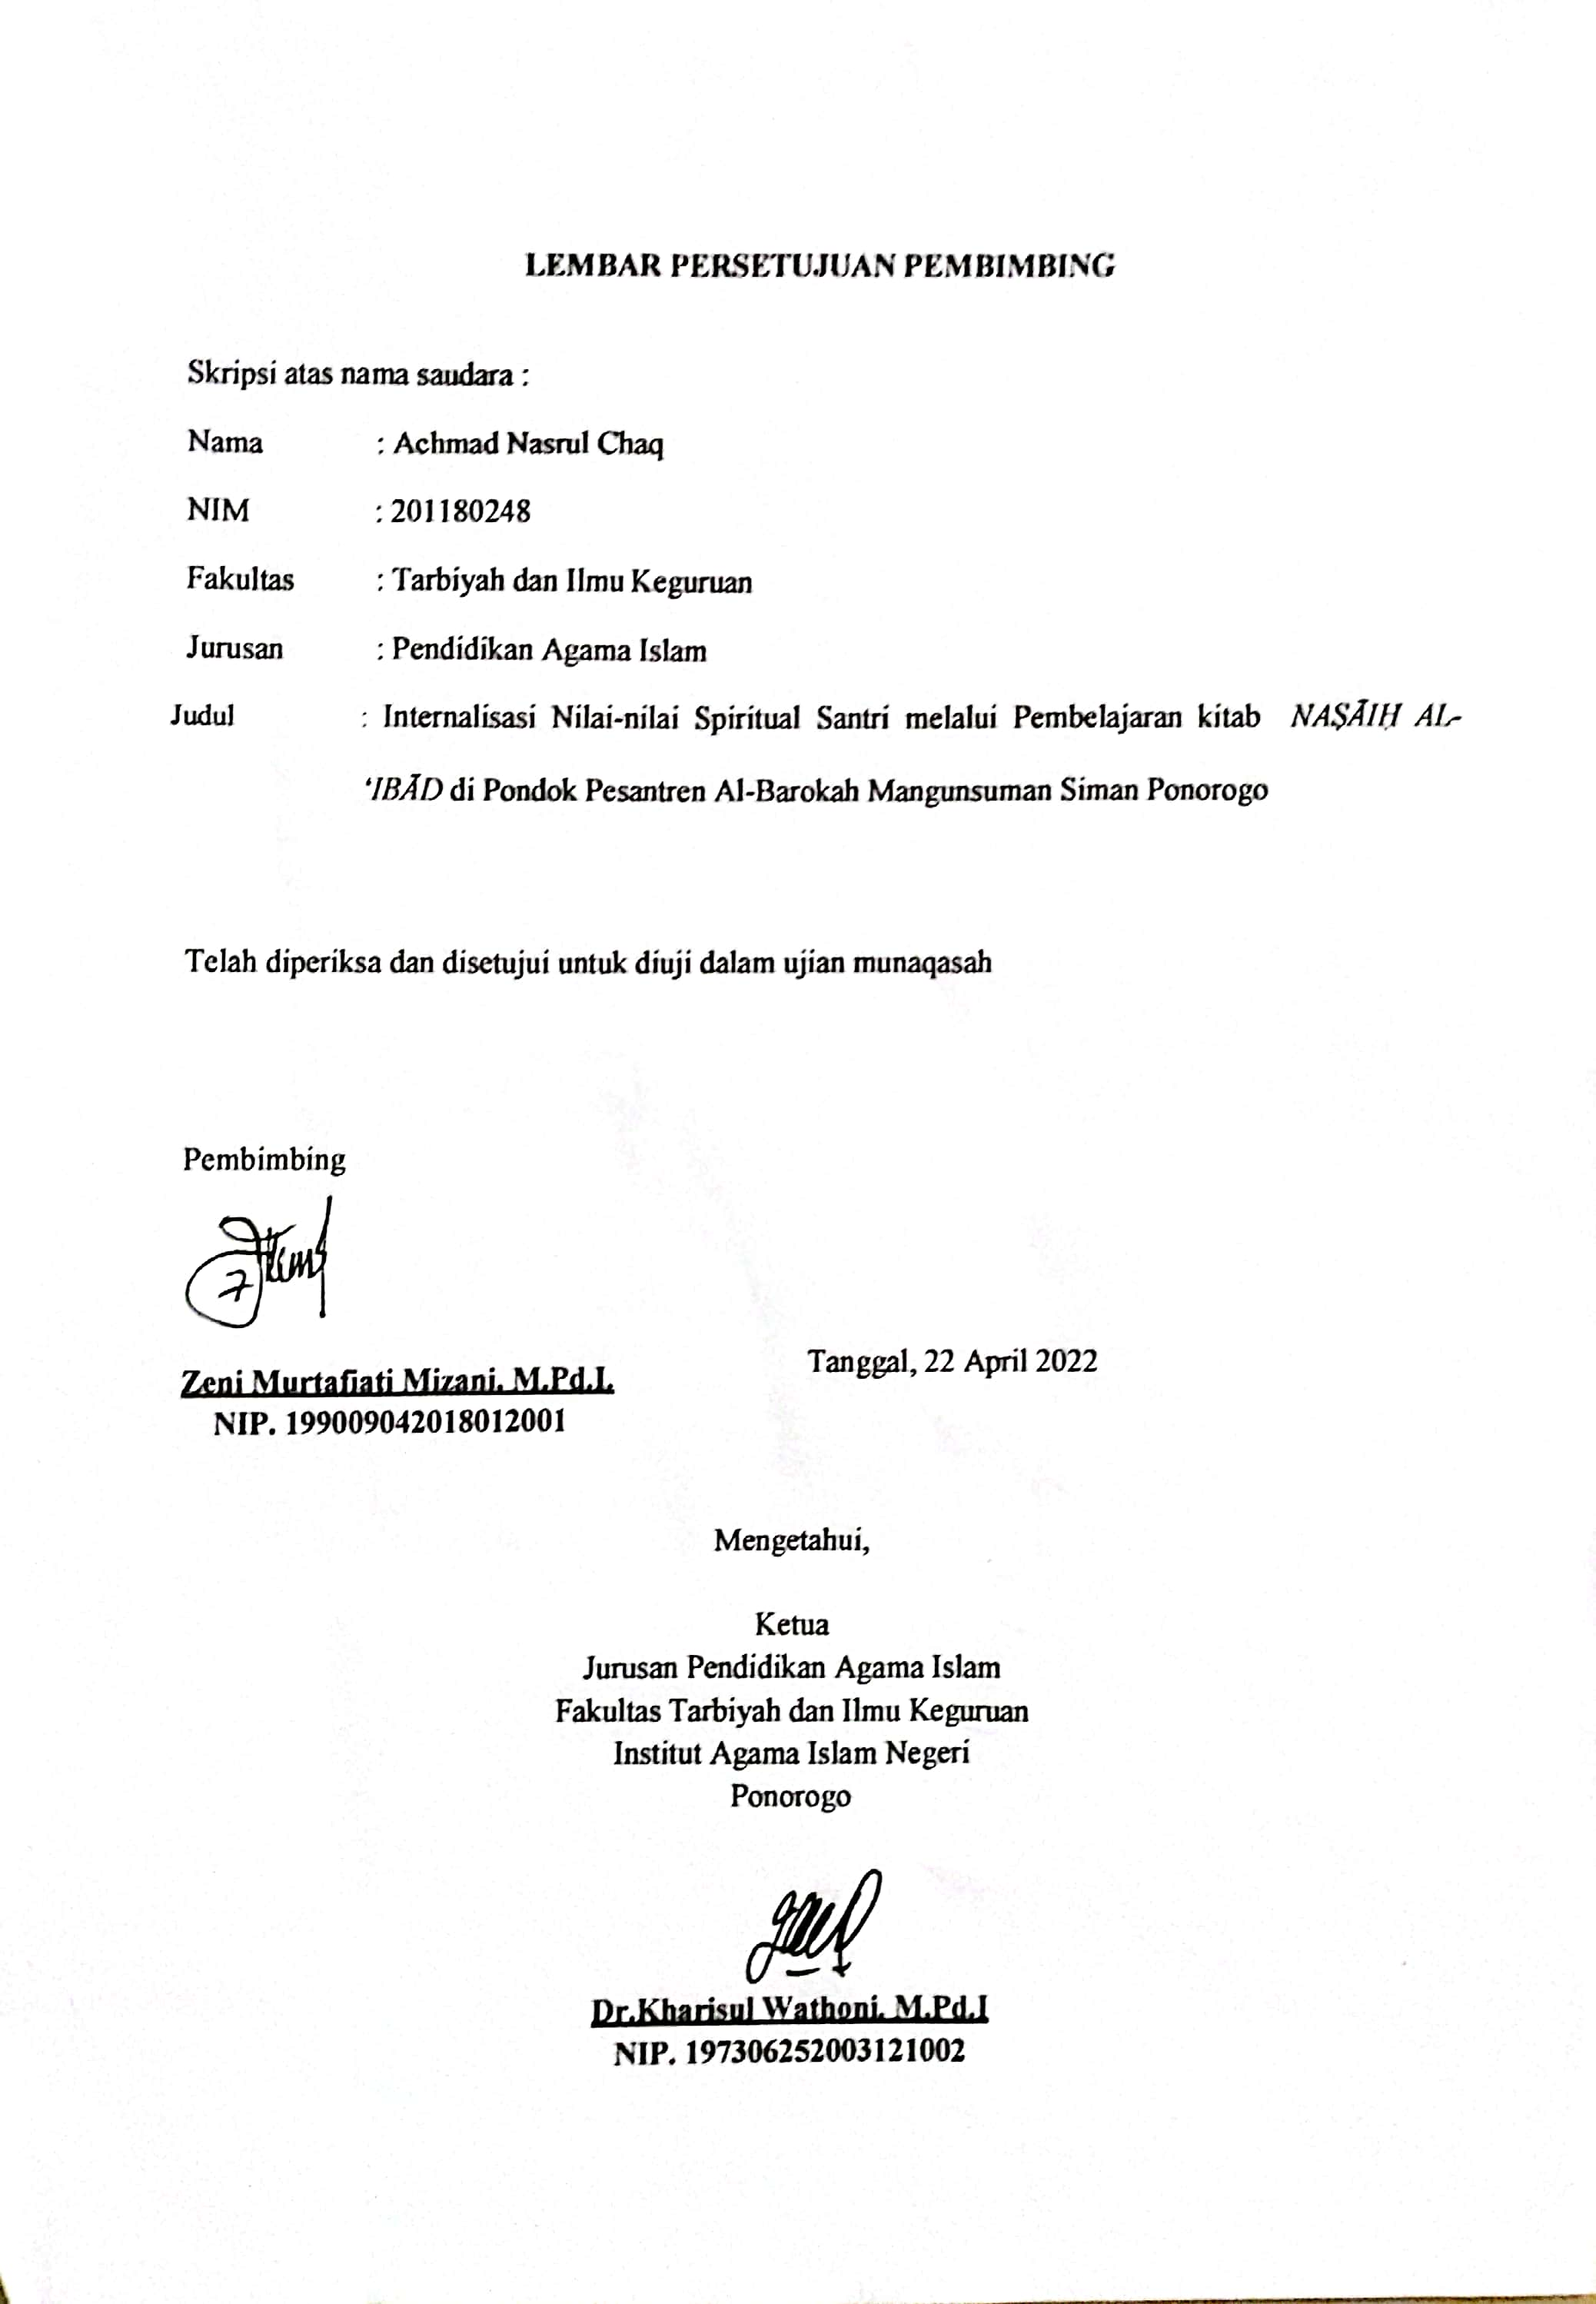 LEMBAR PERSETUJUAN PEMBIMBING
Skripsi atas nama saudara :
Nama : Achmad Nasrul Chaq
NIM : 201180248
Fakultas : Tarbiyah dan Ilmu Keguruan
Jurusan : Pendidikan Agama Islam
Judul : Internalisasi Nilai-nilai Spiritual Santri melalui Pembelajaran kitab NAṢĀIḤ AL-
‘IBĀD di Pondok Pesantren Al-Barokah Mangunsuman Siman Ponorogo
Telah diperiksa dan disetujui untuk diuji dalam ujian munaqasah
Pembimbing
Zeni Murtafiati Mizani, M.Pd.I.
NIP. 199009042018012001
Tanggal, 22 April 2022
Mengetahui,
Ketua
Jurusan Pendidikan Agama Islam
Fakultas Tarbiyah dan Ilmu Keguruan
Institut Agama Islam Negeri
Ponorogo
Dr.Kharisul Wathoni, M.Pd.I
NIP. 197306252003121002